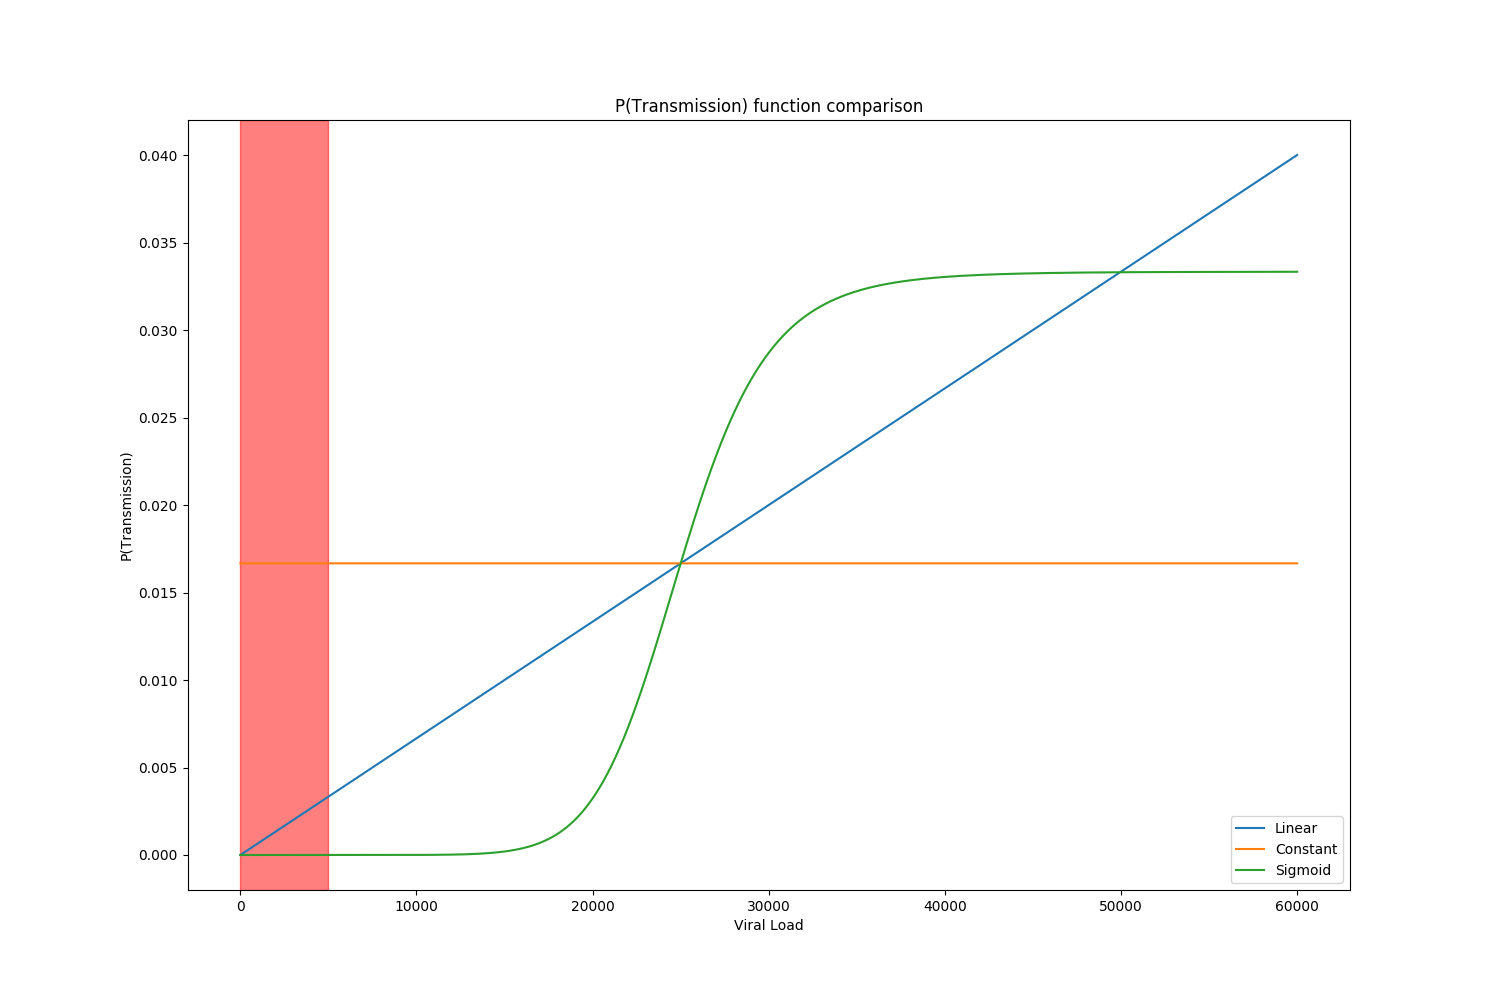 P(Transmission) function comparison
P(Transmission)
0.040
0.035
0.030
0.025
0.020
0.015
0.010
0.005
0.000
0 10000 20000 30000 40000 50000 60000
Viral Load
Linear
Constant
Sigmoid